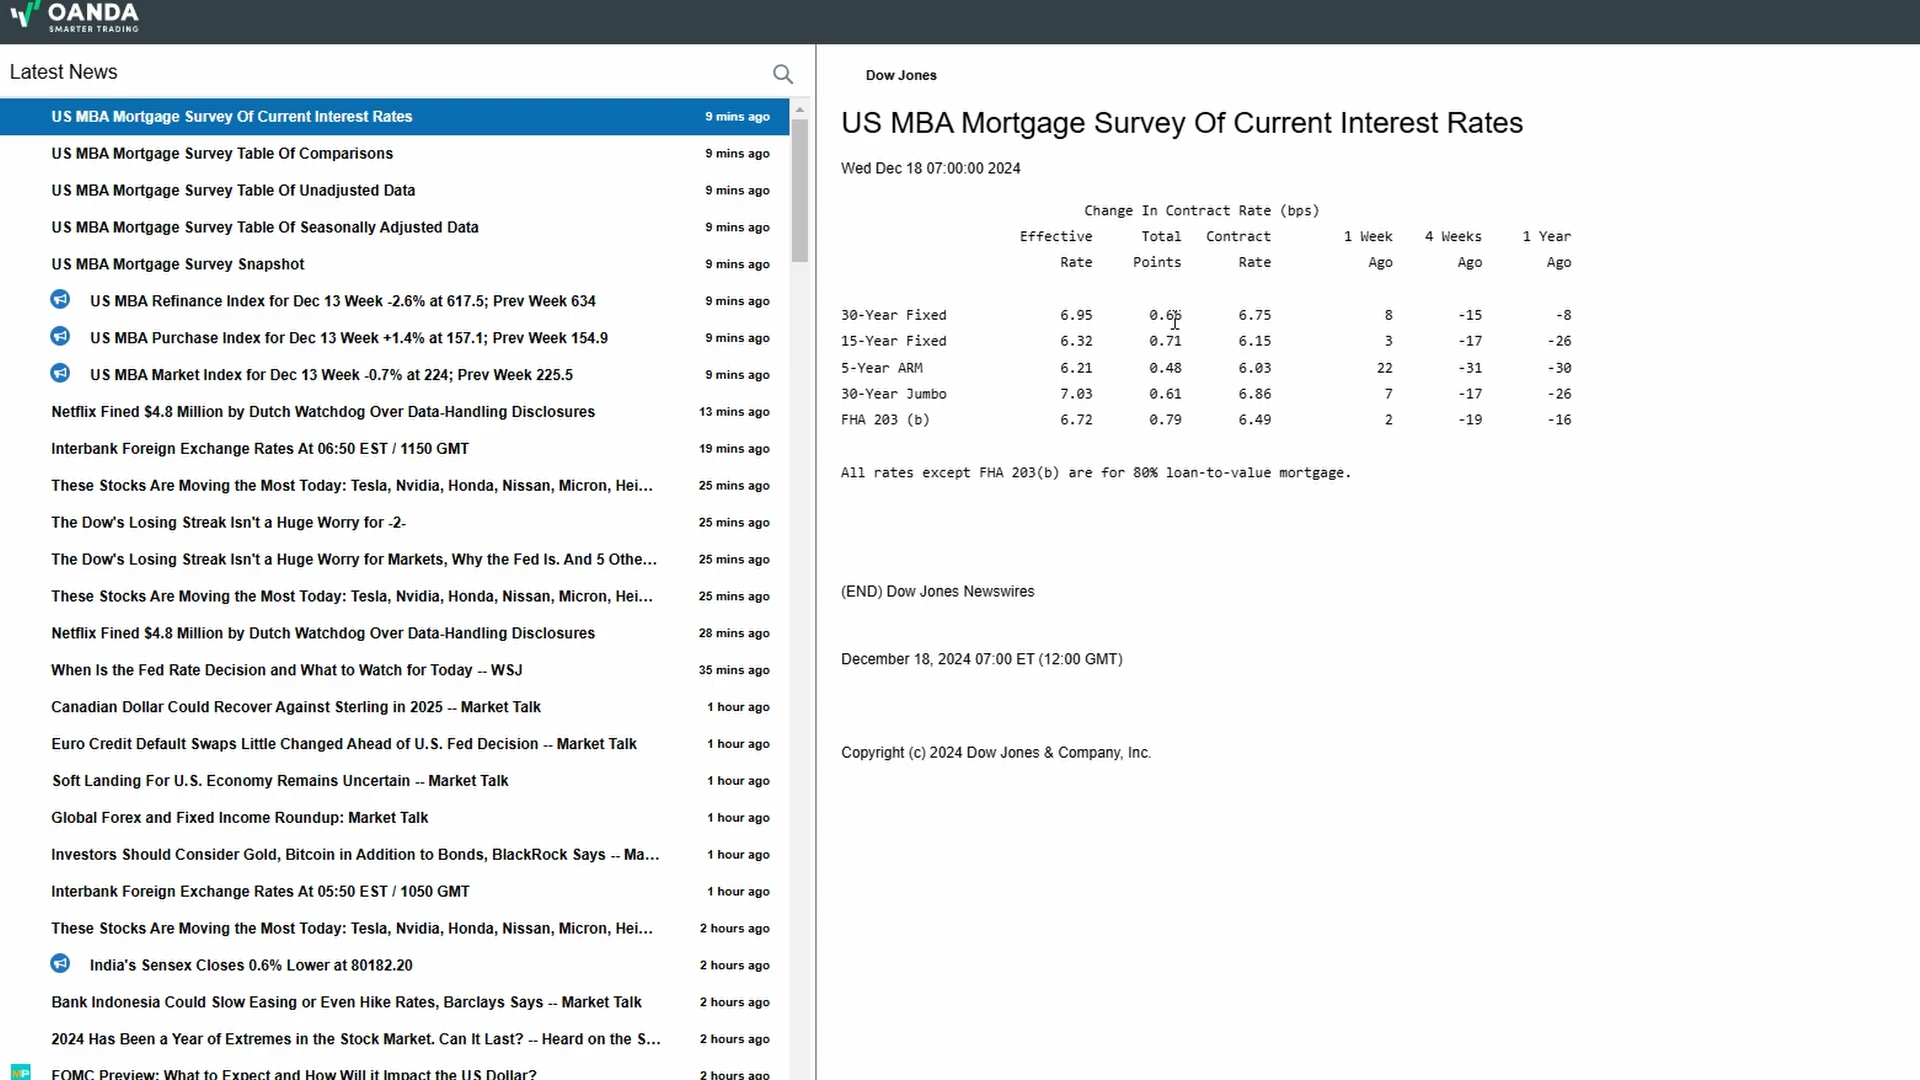 OANDA
SMARTER TRADING
Latest News
US MBA Mortgage Survey Of Current Interest Rates 9 mins ago
US MBA Mortgage Survey Table Of Comparisons 9 mins ago
US MBA Mortgage Survey Table Of Unadjusted Data 9 mins ago
US MBA Mortgage Survey Table Of Seasonally Adjusted Data 9 mins ago
US MBA Mortgage Survey Snapshot 9 mins ago
US MBA Refinance Index for Dec 13 Week -2.6% at 617.5; Prev Week 634 9 mins ago
US MBA Purchase Index for Dec 13 Week +1.4% at 157.1; Prev Week 154.9 9 mins ago
US MBA Market Index for Dec 13 Week -0.7% at 224; Prev Week 225.5 9 mins ago
Netflix Fined $4.8 Million by Dutch Watchdog Over Data-Handling Disclosures 13 mins ago
Interbank Foreign Exchange Rates At 06:50 EST / 1150 GMT 19 mins ago
These Stocks Are Moving the Most Today: Tesla, Nvidia, Honda, Nissan, Micron, Hei... 25 mins ago
The Dow's Losing Streak Isn't a Huge Worry for -2- 25 mins ago
The Dow's Losing Streak Isn't a Huge Worry for Markets, Why the Fed Is. And 5 Othe... 25 mins ago
These Stocks Are Moving the Most Today: Tesla, Nvidia, Honda, Nissan, Micron, Hei... 25 mins ago
Netflix Fined $4.8 Million by Dutch Watchdog Over Data-Handling Disclosures 28 mins ago
When Is the Fed Rate Decision and What to Watch for Today -- WSJ 35 mins ago
Canadian Dollar Could Recover Against Sterling in 2025 -- Market Talk 1 hour ago
Euro Credit Default Swaps Little Changed Ahead of U.S. Fed Decision -- Market Talk 1 hour ago
Soft Landing For U.S. Economy Remains Uncertain -- Market Talk 1 hour ago
Global Forex and Fixed Income Roundup: Market Talk 1 hour ago
Investors Should Consider Gold, Bitcoin in Addition to Bonds, BlackRock Says -- Ma... 1 hour ago
Interbank Foreign Exchange Rates At 05:50 EST / 1050 GMT 1 hour ago
These Stocks Are Moving the Most Today: Tesla, Nvidia, Honda, Nissan, Micron, Hei... 2 hours ago
India's Sensex Closes 0.6% Lower at 80182.20 2 hours ago
Bank Indonesia Could Slow Easing or Even Hike Rates, Barclays Says -- Market Talk 2 hours ago
2024 Has Been a Year of Extremes in the Stock Market. Can It Last? -- Heard on the S... 2 hours ago
MP FOMC Preview: What to Expect and How Will it Impact the US Dollar? 2 hours ago
Dow Jones
US MBA Mortgage Survey Of Current Interest Rates
Wed Dec 18 07:00:00 2024
Change In Contract Rate (bps)
Effective Total Contract 1 Week 4 Weeks 1 Year
Rate Points Rate Ago Ago Ago
30-Year Fixed 6.95 6.75 8 -15 -8
15-Year Fixed 6.32 0.71 6.15 3 -17 -26
5-Year ARM 6.21 0.48 6.03 22 -31 -30
30-Year Jumbo 7.03 0.61 6.86 7 -17 -26
FHA 203 (b) 6.72 0.79 6.49 2 -19 -16
All rates except FHA 203(b) are for 80% loan-to-value mortgage.
(END) Dow Jones Newswires
December 18, 2024 07:00 ET (12:00 GMT)
Copyright (c) 2024 Dow Jones & Company, Inc.